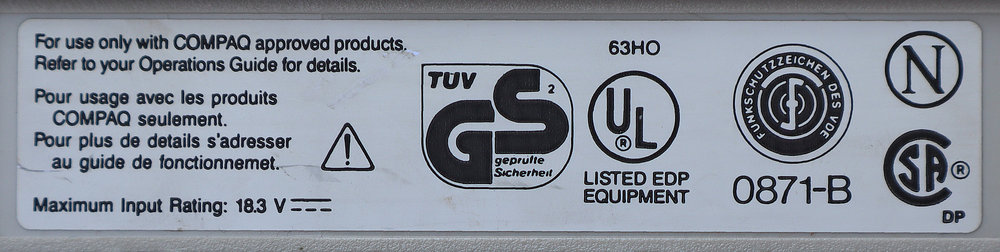 For use only with COMPAQ approved products.
Refer to your Operations Guide for details.
Pour usage avec les produits
COMPAQ seulement.
Pour plus de details s'adresser
au guide de fonctionnemet.
Maximum Input Rating: 18.3 V
!
TUV
GS 2
geprüfte
Sicherheit
63HO
UL ®
LISTED EDP
EQUIPMENT
FUNKSCHUTZZEICHEN DES VDE
0871-B
N
CSA ®
DP